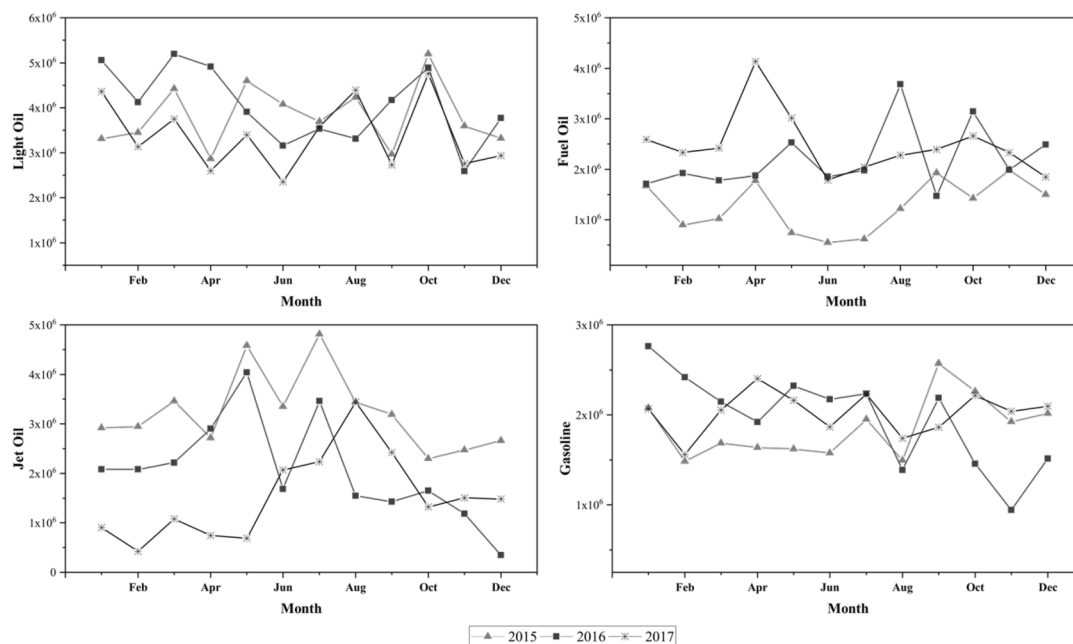 6x10⁶
5x10⁶
4x10⁶
3x10⁶
2x10⁶
1x10⁶
Light Oil
Feb Apr Jun Aug Oct Dec
Month
5x10⁶
4x10⁶
3x10⁶
2x10⁶
1x10⁶
Fuel Oil
Feb Apr Jun Aug Oct Dec
Month
5x10⁶
4x10⁶
3x10⁶
2x10⁶
1x10⁶
0
Jet Oil
Feb Apr Jun Aug Oct Dec
Month
3x10⁶
2x10⁶
1x10⁶
Gasoline
Feb Apr Jun Aug Oct Dec
Month
2015 2016 2017